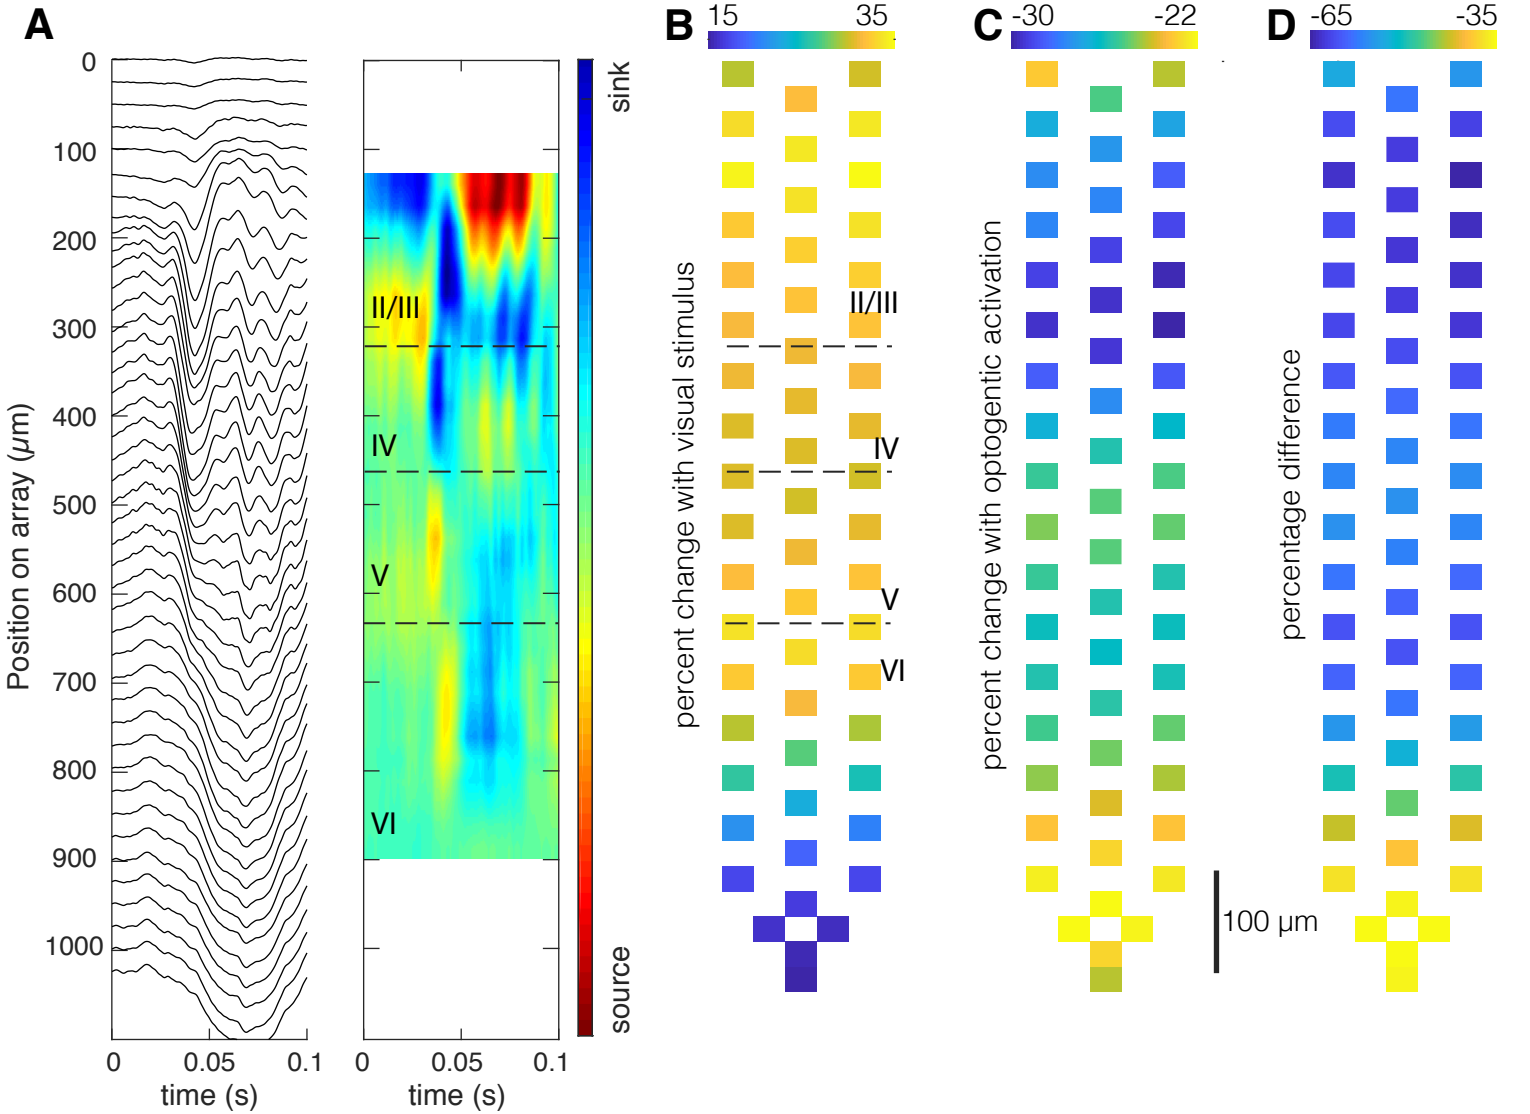 A
0
100
200
300
400
500
600
700
800
900
1000
Position on array (µm)
0
0.05
0.1
time (s)
II/III
IV
V
VI
0
0.05
0.1
time (s)
sink
source
B
15
35
percent change with visual stimulus
II/III
IV
V
VI
C
-30
-22
percent change with optogentic activation
100 µm
D
-65
-35
percentage difference